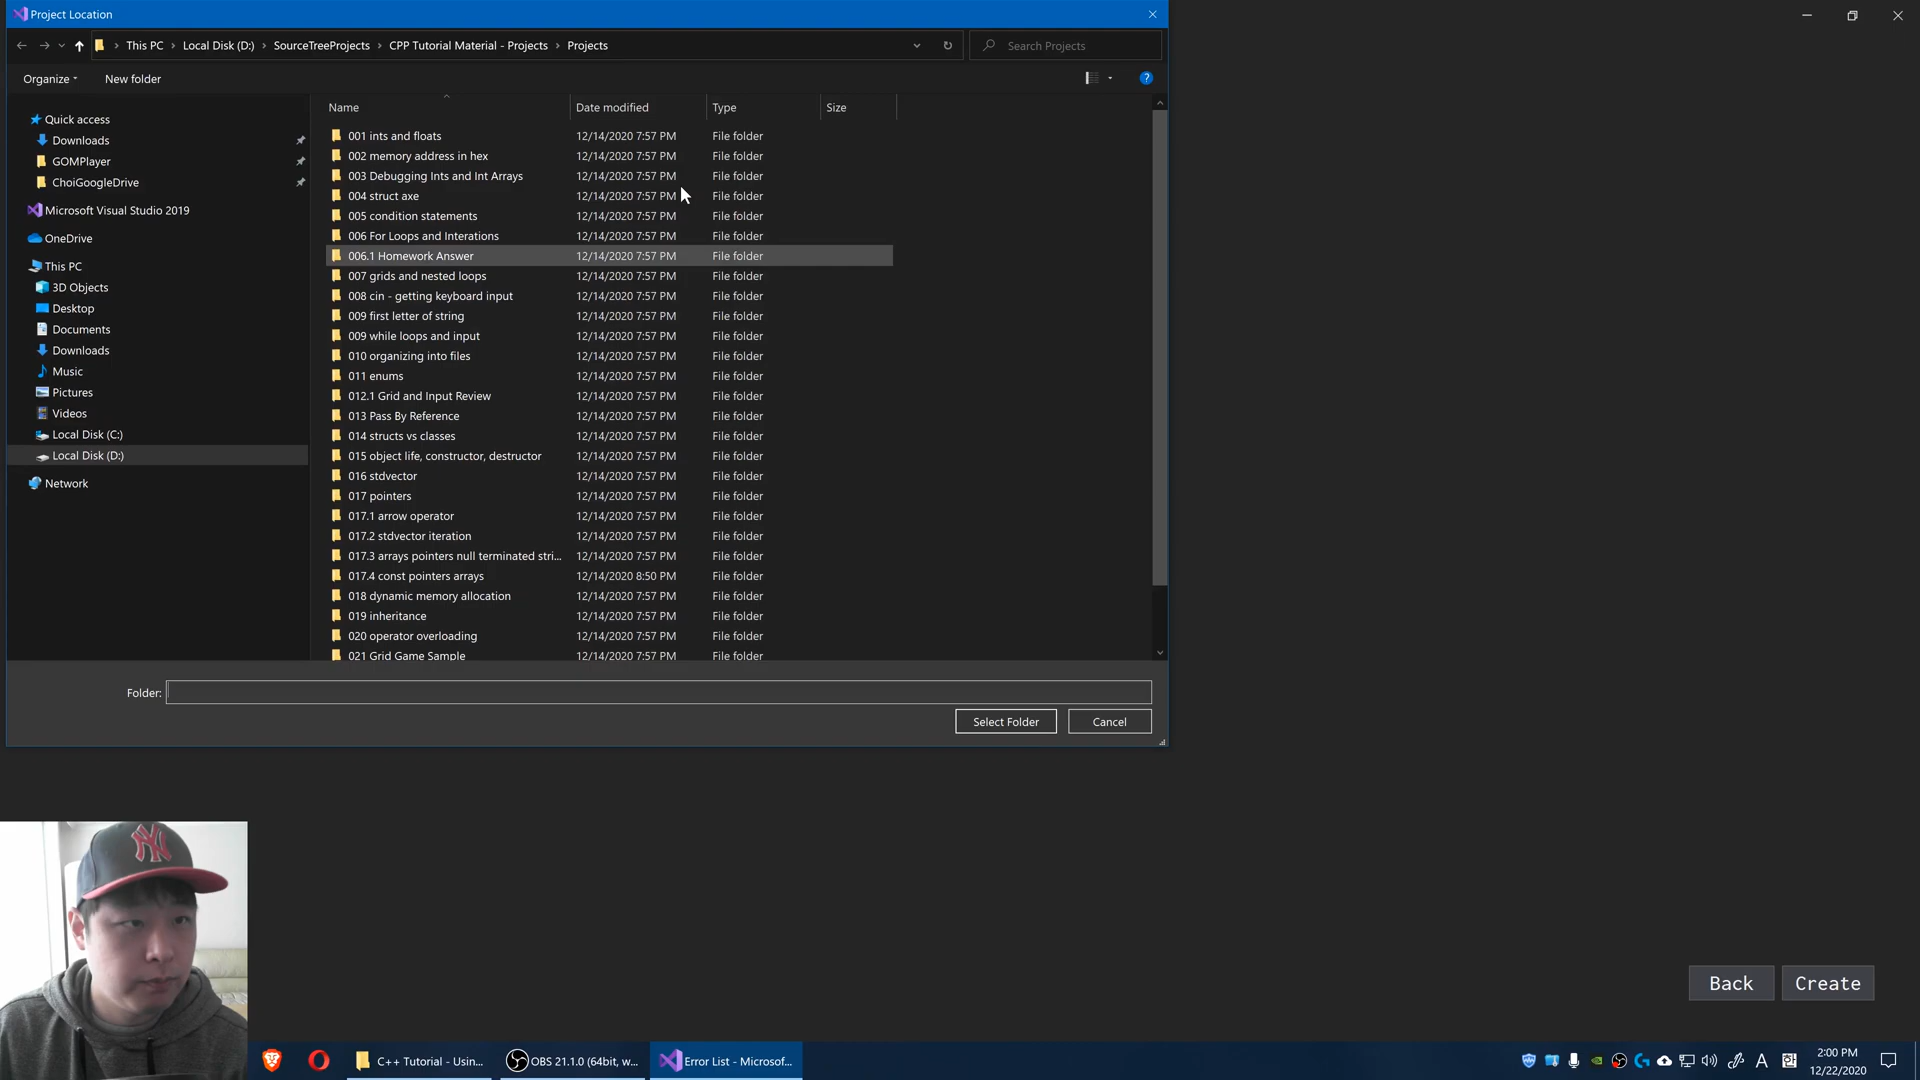 Project Location
This PC > Local Disk (D:) > SourceTreeProjects > CPP Tutorial Material - Projects > Projects
Search Projects
Organize
New folder
?
Name
Date modified
Type
Size
Quick access
Downloads
GOMPlayer
ChoiGoogleDrive
Microsoft Visual Studio 2019
OneDrive
This PC
3D Objects
Desktop
Documents
Downloads
Music
Pictures
Videos
Local Disk (C:)
Local Disk (D:)
Network
001 ints and floats 12/14/2020 7:57 PM File folder
002 memory address in hex 12/14/2020 7:57 PM File folder
003 Debugging Ints and Int Arrays 12/14/2020 7:57 PM File folder
004 struct axe 12/14/2020 7:57 PM File folder
005 condition statements 12/14/2020 7:57 PM File folder
006 For Loops and Interations 12/14/2020 7:57 PM File folder
006.1 Homework Answer 12/14/2020 7:57 PM File folder
007 grids and nested loops 12/14/2020 7:57 PM File folder
008 cin - getting keyboard input 12/14/2020 7:57 PM File folder
009 first letter of string 12/14/2020 7:57 PM File folder
009 while loops and input 12/14/2020 7:57 PM File folder
010 organizing into files 12/14/2020 7:57 PM File folder
011 enums 12/14/2020 7:57 PM File folder
012.1 Grid and Input Review 12/14/2020 7:57 PM File folder
013 Pass By Reference 12/14/2020 7:57 PM File folder
014 structs vs classes 12/14/2020 7:57 PM File folder
015 object life, constructor, destructor 12/14/2020 7:57 PM File folder
016 stdvector 12/14/2020 7:57 PM File folder
017 pointers 12/14/2020 7:57 PM File folder
017.1 arrow operator 12/14/2020 7:57 PM File folder
017.2 stdvector iteration 12/14/2020 7:57 PM File folder
017.3 arrays pointers null terminated stri... 12/14/2020 7:57 PM File folder
017.4 const pointers arrays 12/14/2020 8:50 PM File folder
018 dynamic memory allocation 12/14/2020 7:57 PM File folder
019 inheritance 12/14/2020 7:57 PM File folder
020 operator overloading 12/14/2020 7:57 PM File folder
021 Grid Game Sample 12/14/2020 7:57 PM File folder
Folder:
Select Folder
Cancel
NY
Back
Create
C++ Tutorial - Usin...
OBS 21.1.0 (64bit, w...
Error List - Microsof...
A
한
2:00 PM
12/22/2020